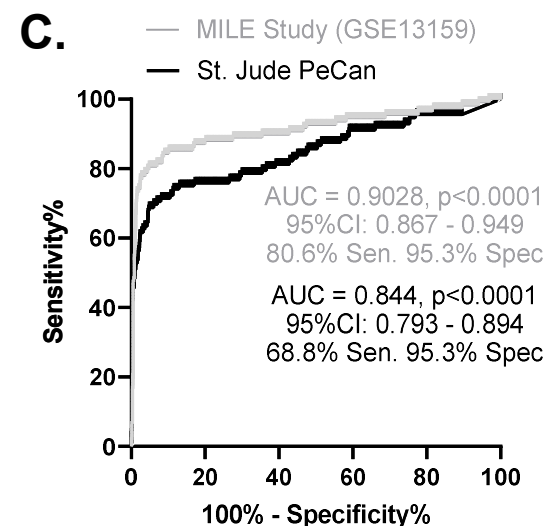 C.
MILE Study (GSE13159)
St. Jude PeCan
100
80
60
40
20
0
Sensitivity%
AUC = 0.9028, p<0.0001
95%CI: 0.867 - 0.949
80.6% Sen. 95.3% Spec
AUC = 0.844, p<0.0001
95%CI: 0.793 - 0.894
68.8% Sen. 95.3% Spec
0 20 40 60 80 100
100% - Specificity%